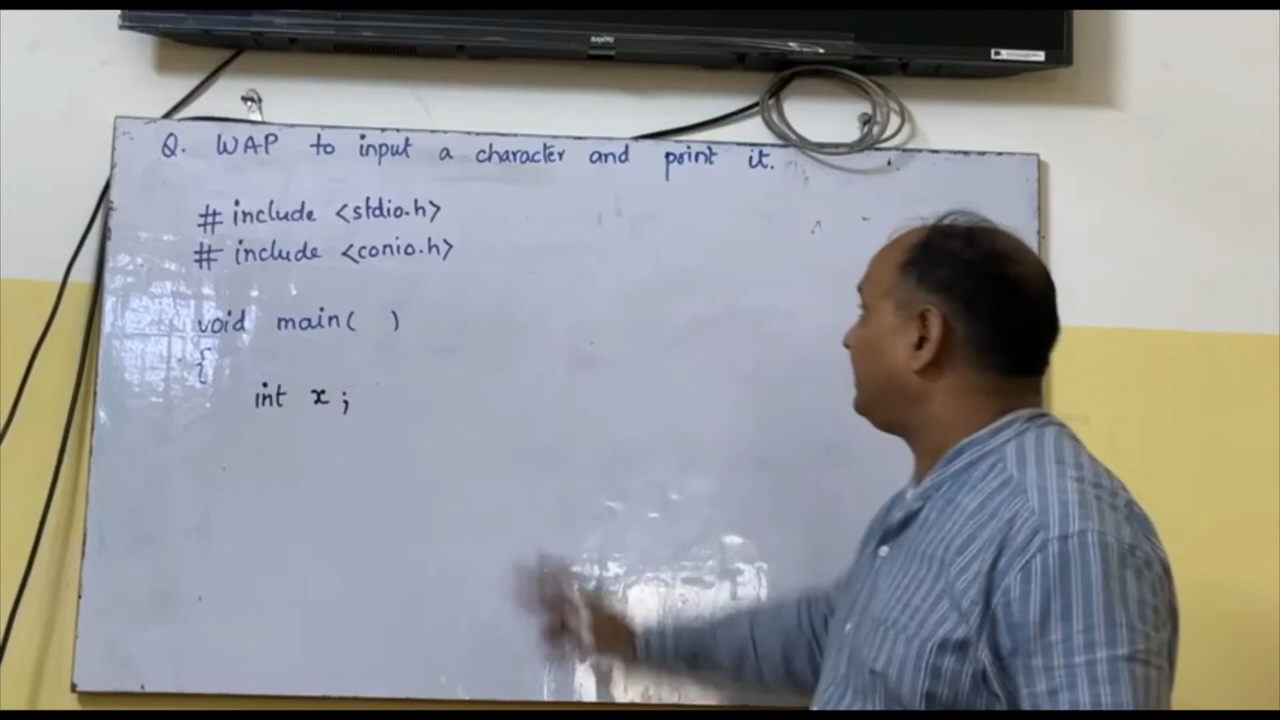 Q. WAP to input a character and print it.
# include <stdio.h>
# include <conio.h>
void main( )
{
int x ;